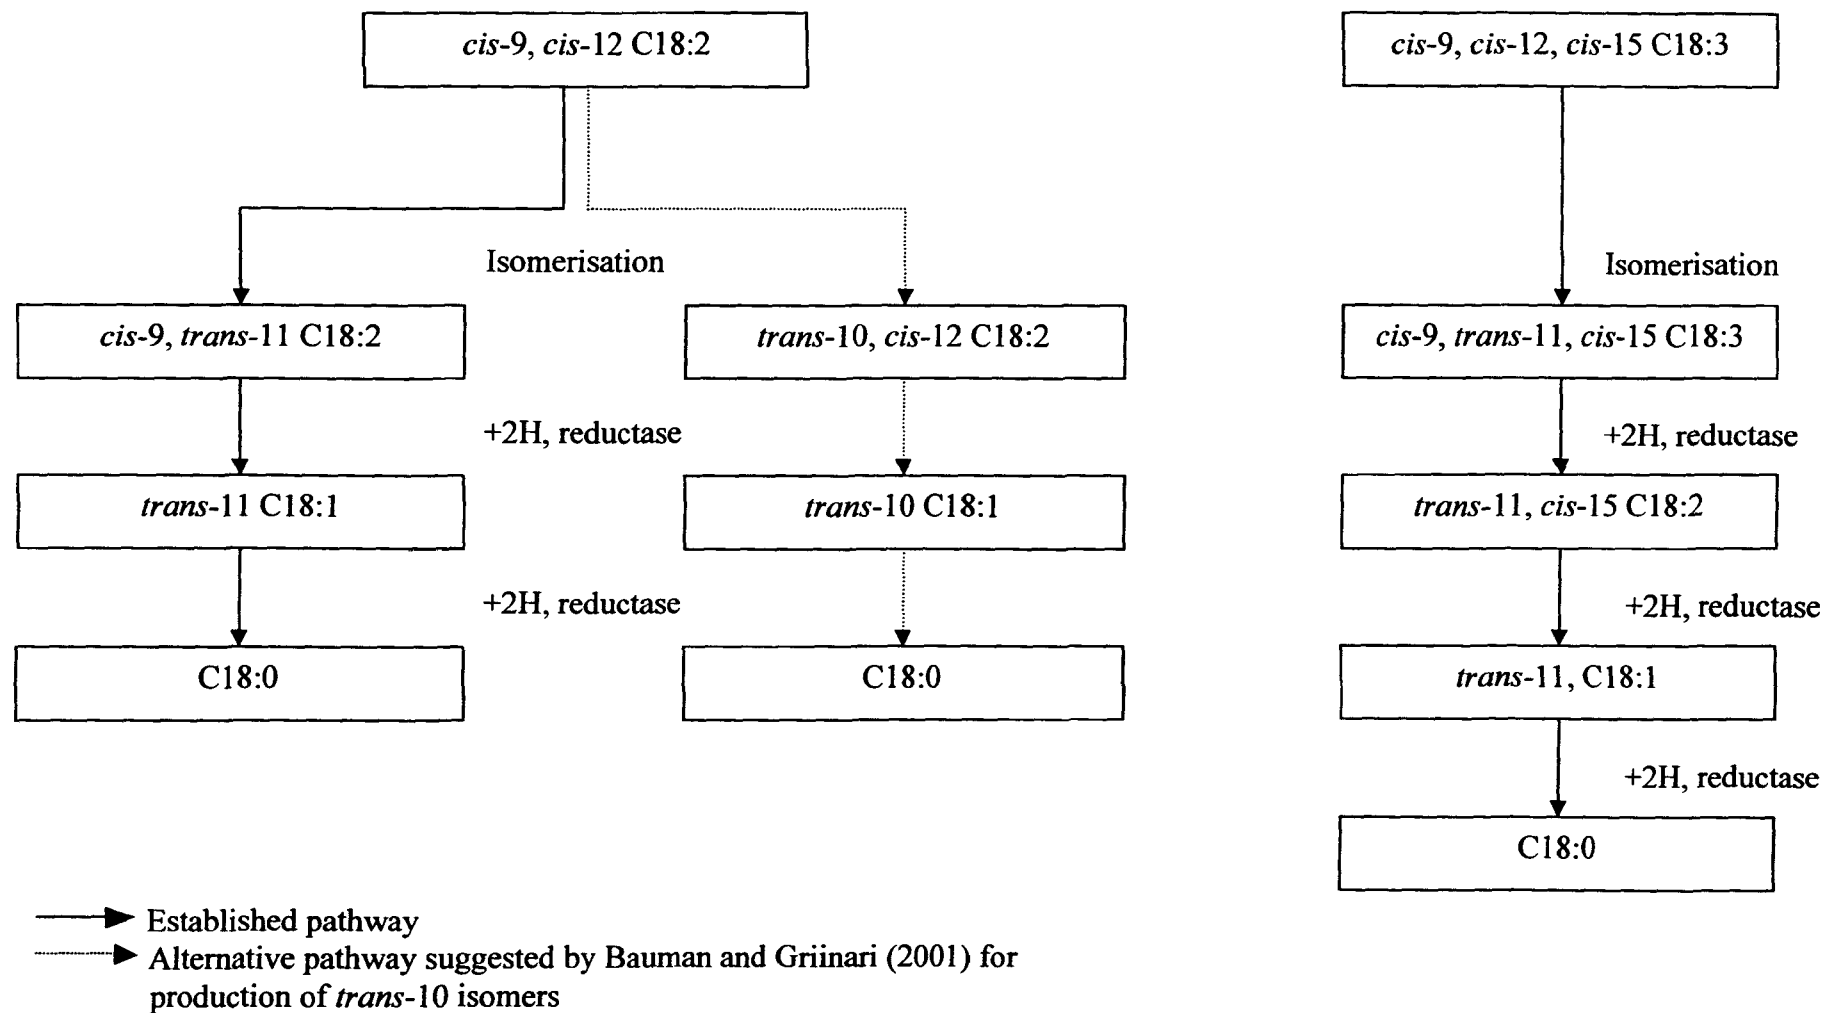 cis-9, cis-12 C18:2
cis-9, cis-12, cis-15 C18:3
Isomerisation
Isomerisation
cis-9, trans-11 C18:2
trans-10, cis-12 C18:2
cis-9, trans-11, cis-15 C18:3
+2H, reductase
+2H, reductase
trans-11 C18:1
trans-10 C18:1
trans-11, cis-15 C18:2
+2H, reductase
+2H, reductase
C18:0
C18:0
trans-11, C18:1
+2H, reductase
C18:0
Established pathway
Alternative pathway suggested by Bauman and Griinari (2001) for
production of trans-10 isomers